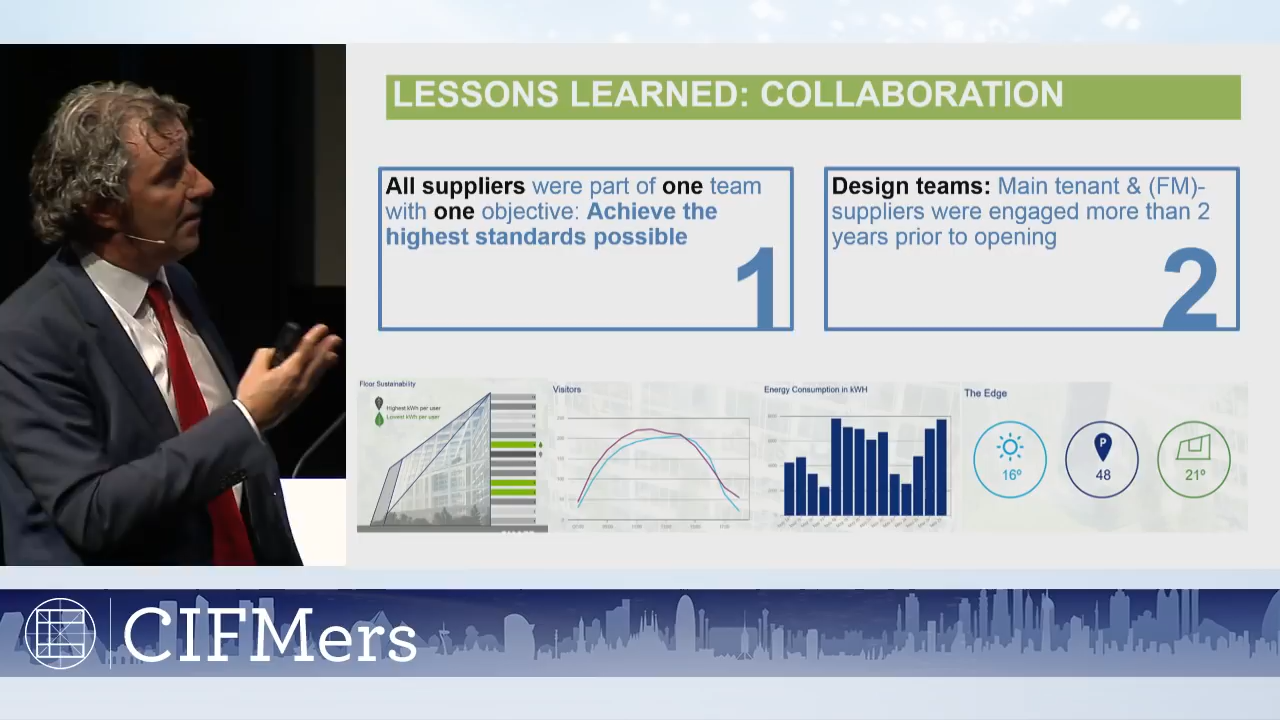 LESSONS LEARNED: COLLABORATION
All suppliers were part of one team
with one objective: Achieve the
highest standards possible
1
Design teams: Main tenant & (FM)-
suppliers were engaged more than 2
years prior to opening
2
Floor Sustainability
Highest kWh per user
Lowest kWh per user
Visitors
Energy Consumption in kWH
The Edge
16º
P
48
21º
CIFMers